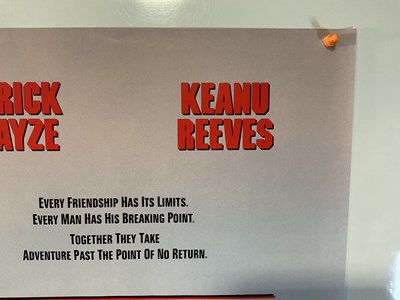 RICK
AYZE
KEANU
REEVES
EVERY FRIENDSHIP HAS ITS LIMITS.
EVERY MAN HAS HIS BREAKING POINT.
TOGETHER THEY TAKE
ADVENTURE PAST THE POINT OF NO RETURN.